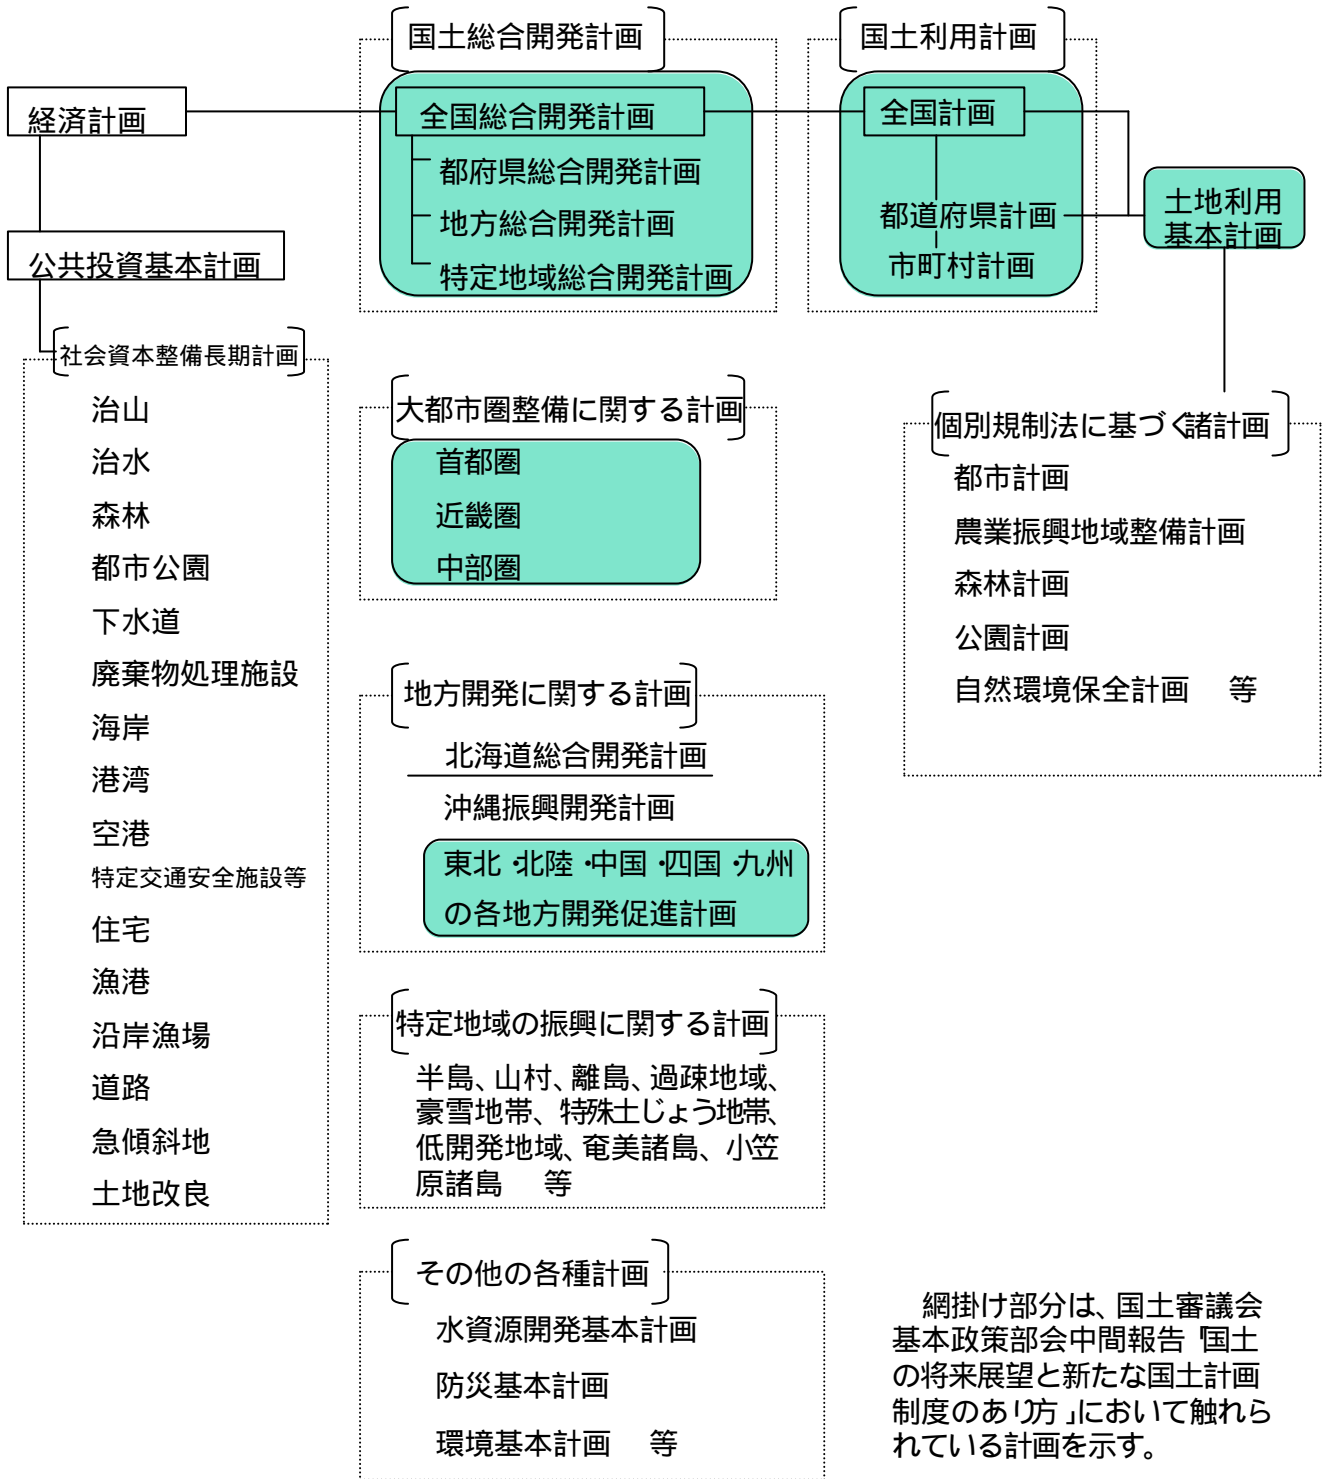 国土総合開発計画
国土利用計画
経済計画
全国総合開発計画
全国計画
都府県総合開発計画
地方総合開発計画
特定地域総合開発計画
都道府県計画
市町村計画
土地利用
基本計画
公共投資基本計画
社会資本整備長期計画
治山
治水
森林
都市公園
下水道
廃棄物処理施設
海岸
港湾
空港
特定交通安全施設等
住宅
漁港
沿岸漁場
道路
急傾斜地
土地改良
大都市圏整備に関する計画
首都圏
近畿圏
中部圏
個別規制法に基づく諸計画
都市計画
農業振興地域整備計画
森林計画
公園計画
自然環境保全計画 等
地方開発に関する計画
北海道総合開発計画
沖縄振興開発計画
東北・北陸・中国・四国・九州
の各地方開発促進計画
特定地域の振興に関する計画
半島、山村、離島、過疎地域、
豪雪地帯、特殊土じょう地帯、
低開発地域、奄美諸島、小笠
原諸島 等
その他の各種計画
水資源開発基本計画
防災基本計画
環境基本計画 等
網掛け部分は、国土審議会
基本政策部会中間報告「国土
の将来展望と新たな国土計画
制度のあり方」において触れら
れている計画を示す。